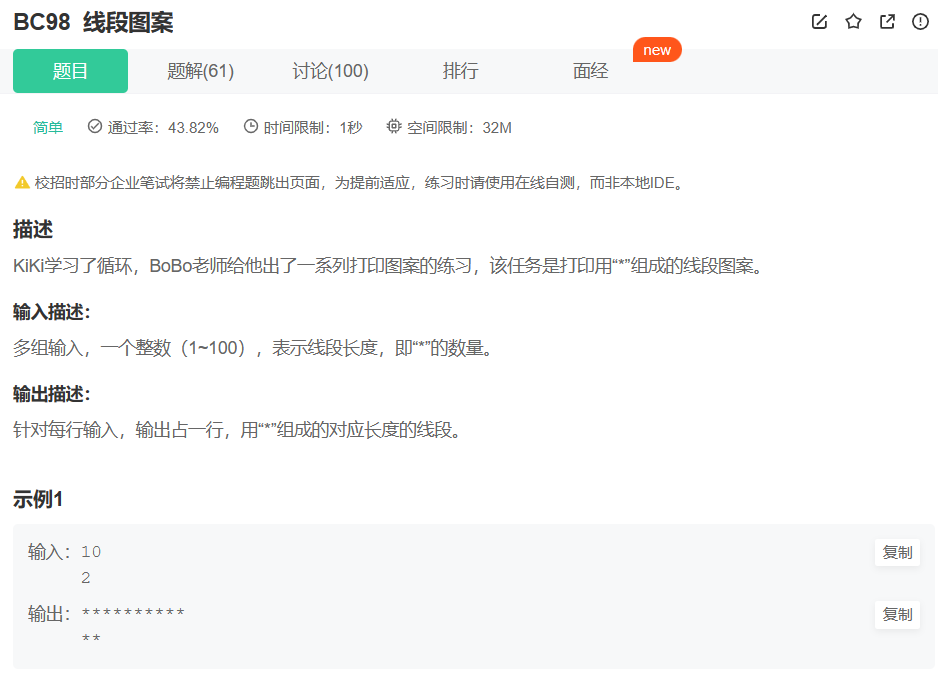 BC98 线段图案
题目 题解(61) 讨论(100) 排行 面经 new
简单 通过率：43.82% 时间限制：1秒 空间限制：32M
校招时部分企业笔试将禁止编程题跳出页面，为提前适应，练习时请使用在线自测，而非本地IDE。
描述
KiKi学习了循环，BoBo老师给他出了一系列打印图案的练习，该任务是打印用“*”组成的线段图案。
输入描述：
多组输入，一个整数（1~100），表示线段长度，即“*”的数量。
输出描述：
针对每行输入，输出占一行，用“*”组成的对应长度的线段。
示例1
输入：10 复制
2
输出：********** 复制
**